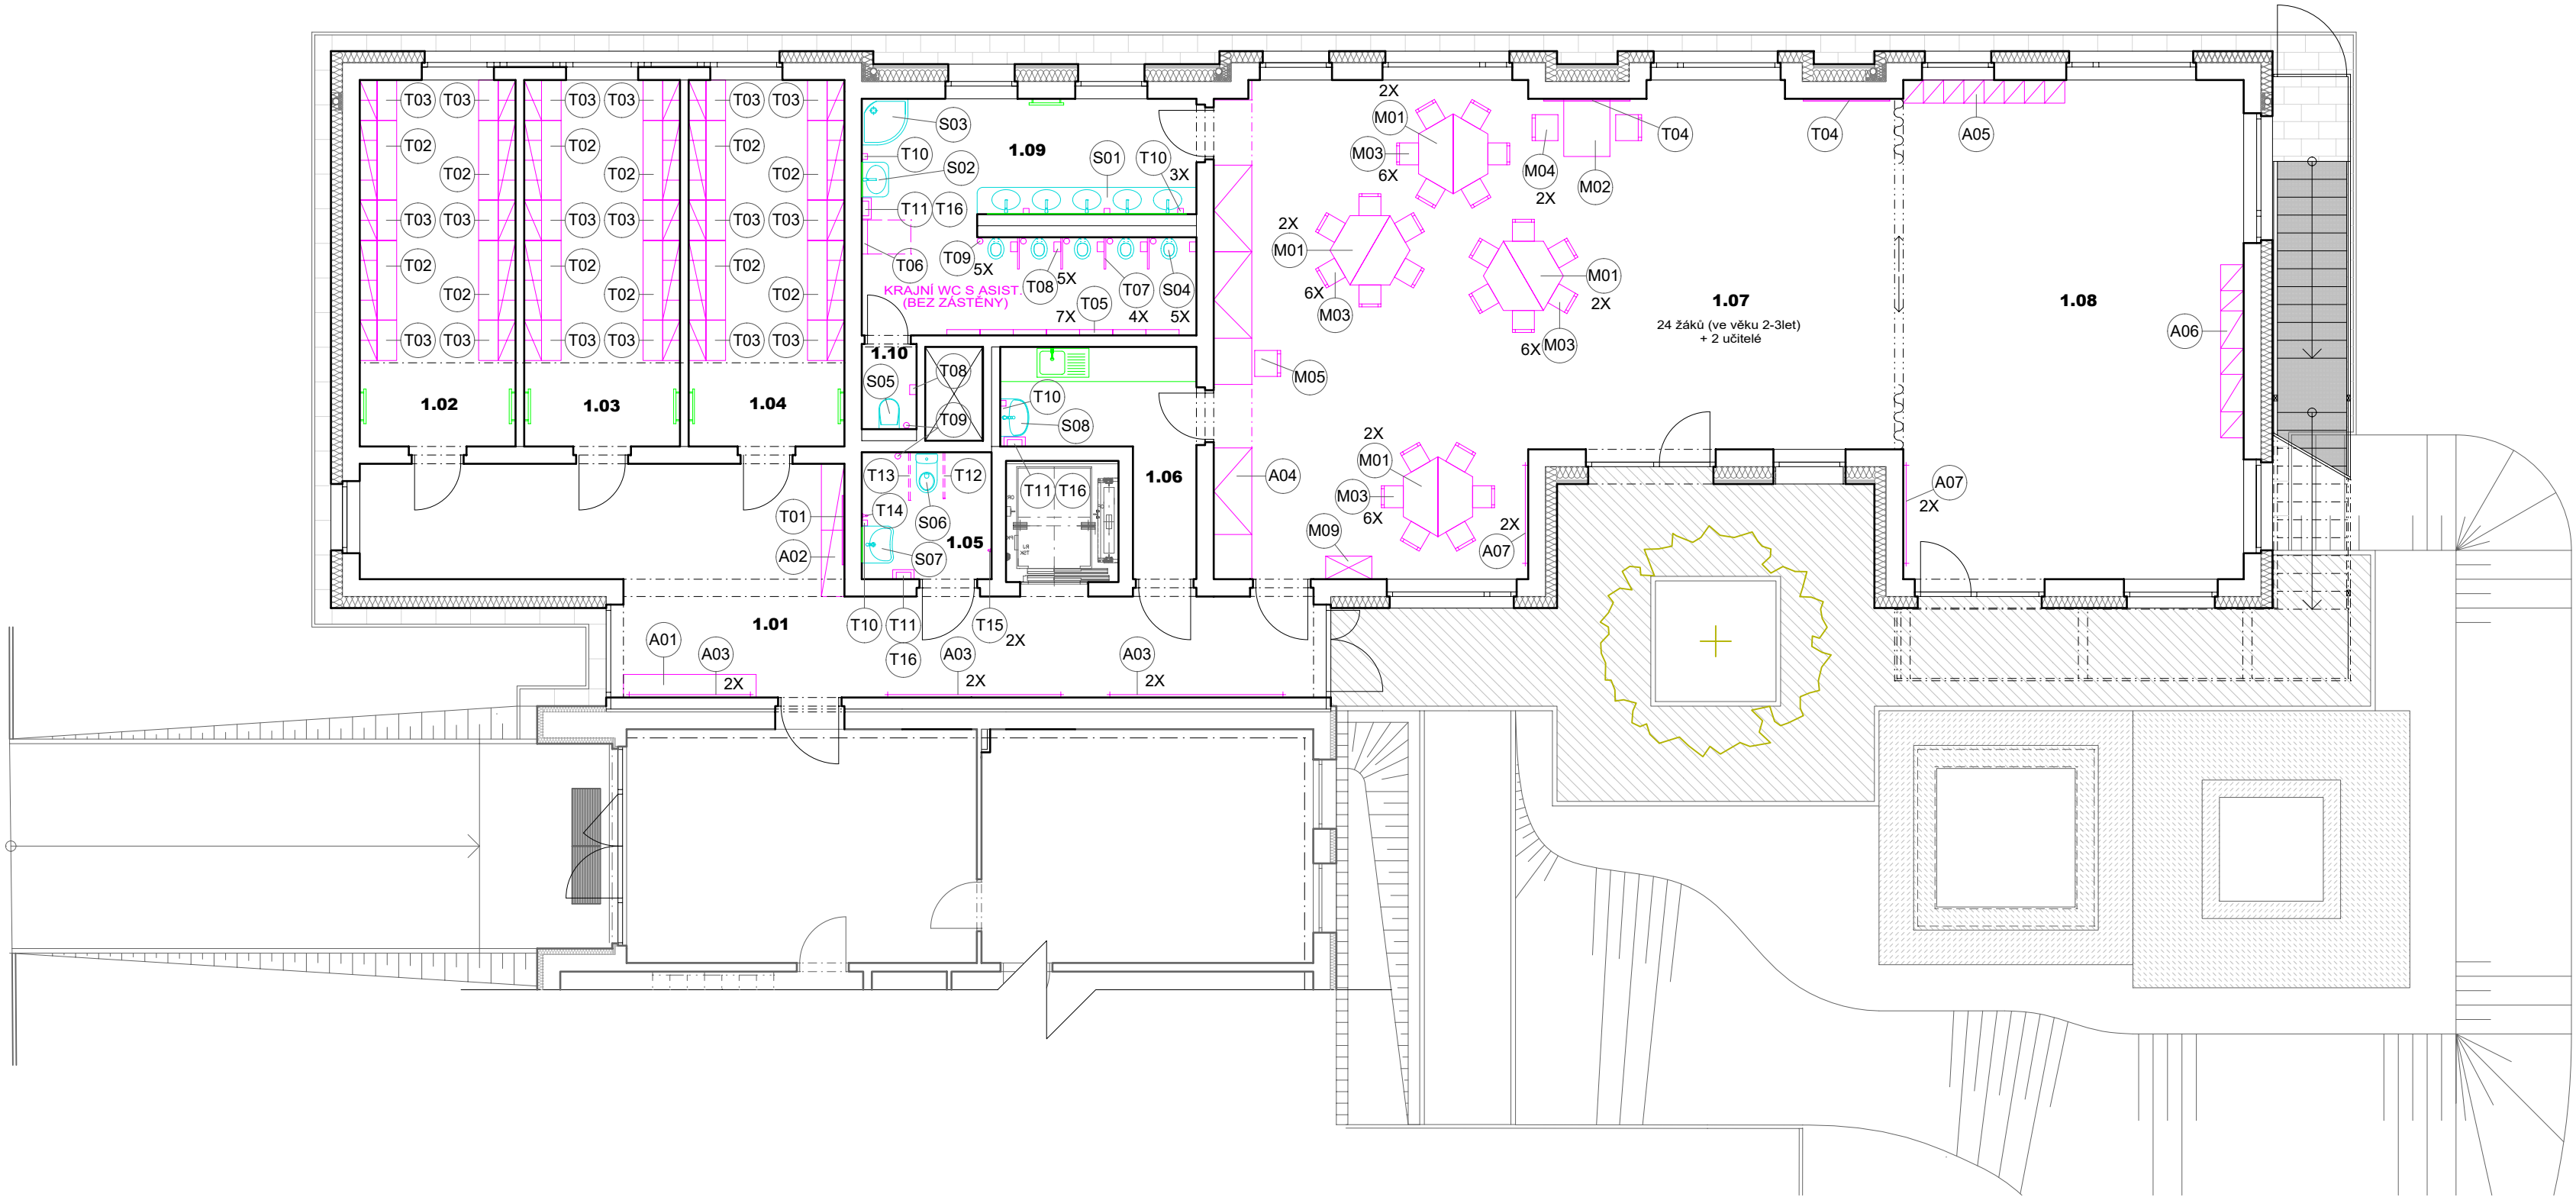 T03 T03 T03 T03 T03 T03
T02 T02 T02
T02 T02 T02
T03 T03 T03 T03 T03 T03
T02 T02 T02
T02 T02 T02
T03 T03 T03 T03 T03 T03
1.02 1.03 1.04
S03
1.09
T10
S02
S01
T10
3X
T11 T16
T06
T09
5X
T08
5X
T07
4X
S04
5X
KRAJNÍ WC S ASIST.
(BEZ ZÁSTĚNY)
T05
7X
1.10
S05
T08
T09
T10
S08
T11 T16
1.06
T13
T12
T14
S06
S07
1.05
T01
A02
1.01
T10
T11
T16
T15
2X
A01
A03
2X
A03
2X
A03
2X
2X
M01
M03
6X
2X
M01
6X
M03
M01
2X
6X
M03
M04
2X
M02
T04
T04
A05
1.07
24 žáků (ve věku 2-3let)
+ 2 učitelé
1.08
A06
M05
A04
2X
M01
M03
6X
M09
2X
A07
A07
2X